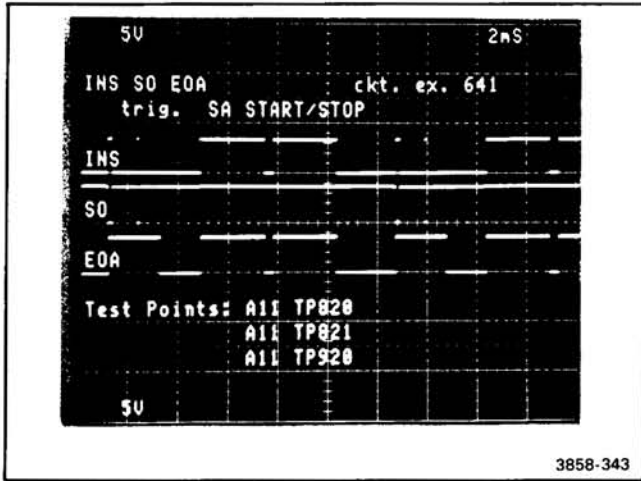 5V 2mS
INS SO EOA ckt. ex. 641
trig. SA START/STOP
INS
SO
EOA
Test Points: A11 TP820
A11 TP821
A11 TP920
5V
3858-343